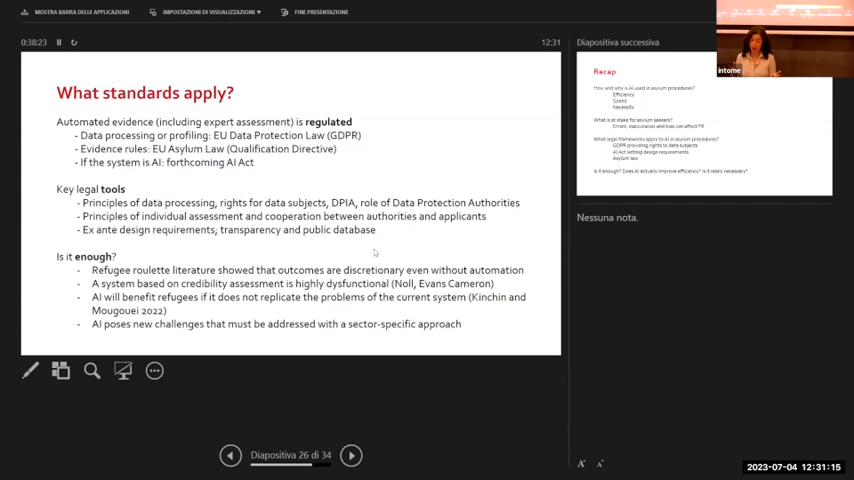 MOSTRA BARRA DELLE APPLICAZIONI
IMPOSTAZIONI DI VISUALIZZAZIONE ▼
FINE PRESENTAZIONE
0:38:23
12:31
What standards apply?
Automated evidence (including expert assessment) is regulated
- Data processing or profiling: EU Data Protection Law (GDPR)
- Evidence rules: EU Asylum Law (Qualification Directive)
- If the system is AI: forthcoming AI Act
Key legal tools
- Principles of data processing, rights for data subjects, DPIA, role of Data Protection Authorities
- Principles of individual assessment and cooperation between authorities and applicants
- Ex ante design requirements; transparency and public database
Is it enough?
- Refugee roulette literature showed that outcomes are discretionary even without automation
- A system based on credibility assessment is highly dysfunctional (Noll, Evans Cameron)
- AI will benefit refugees if it does not replicate the problems of the current system (Kinchin and
Mougouei 2022)
- AI poses new challenges that must be addressed with a sector-specific approach
Diapositiva 26 di 34
Diapositiva successiva
Recap
How and why is AI used in asylum procedures?
Efficiency
Speed
Necessity
What is at stake for asylum seekers?
Errors, inaccuracies and bias can affect FR
What legal frameworks apply to AI in asylum procedures?
GDPR providing rights to data subjects
AI Act setting design requirements
Asylum law
Is it enough? Does AI actually improve efficiency? Is it really necessary?
intome
Nessuna nota.
A A
2023-07-04 12:31:15